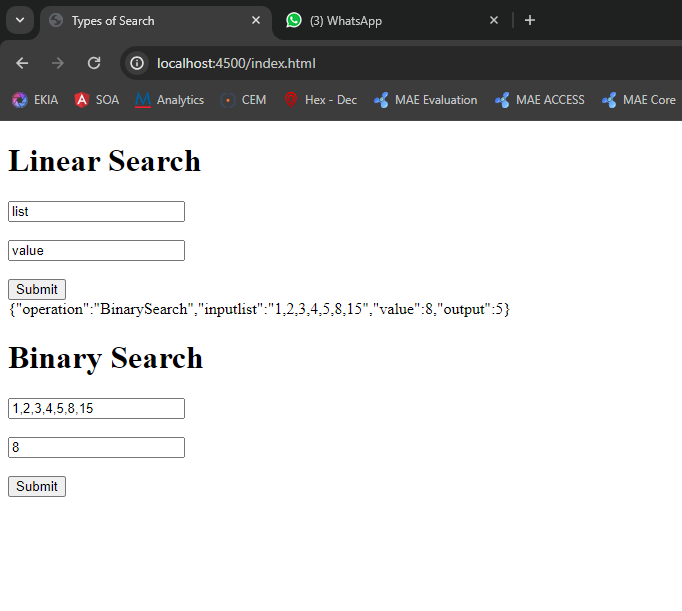 Types of Search
(3) WhatsApp
localhost:4500/index.html
EKIA SOA Analytics CEM Hex - Dec MAE Evaluation MAE ACCESS MAE Core
Linear Search
list
value
Submit
{"operation":"BinarySearch","inputlist":"1,2,3,4,5,8,15","value":8,"output":5}
Binary Search
1,2,3,4,5,8,15
8
Submit